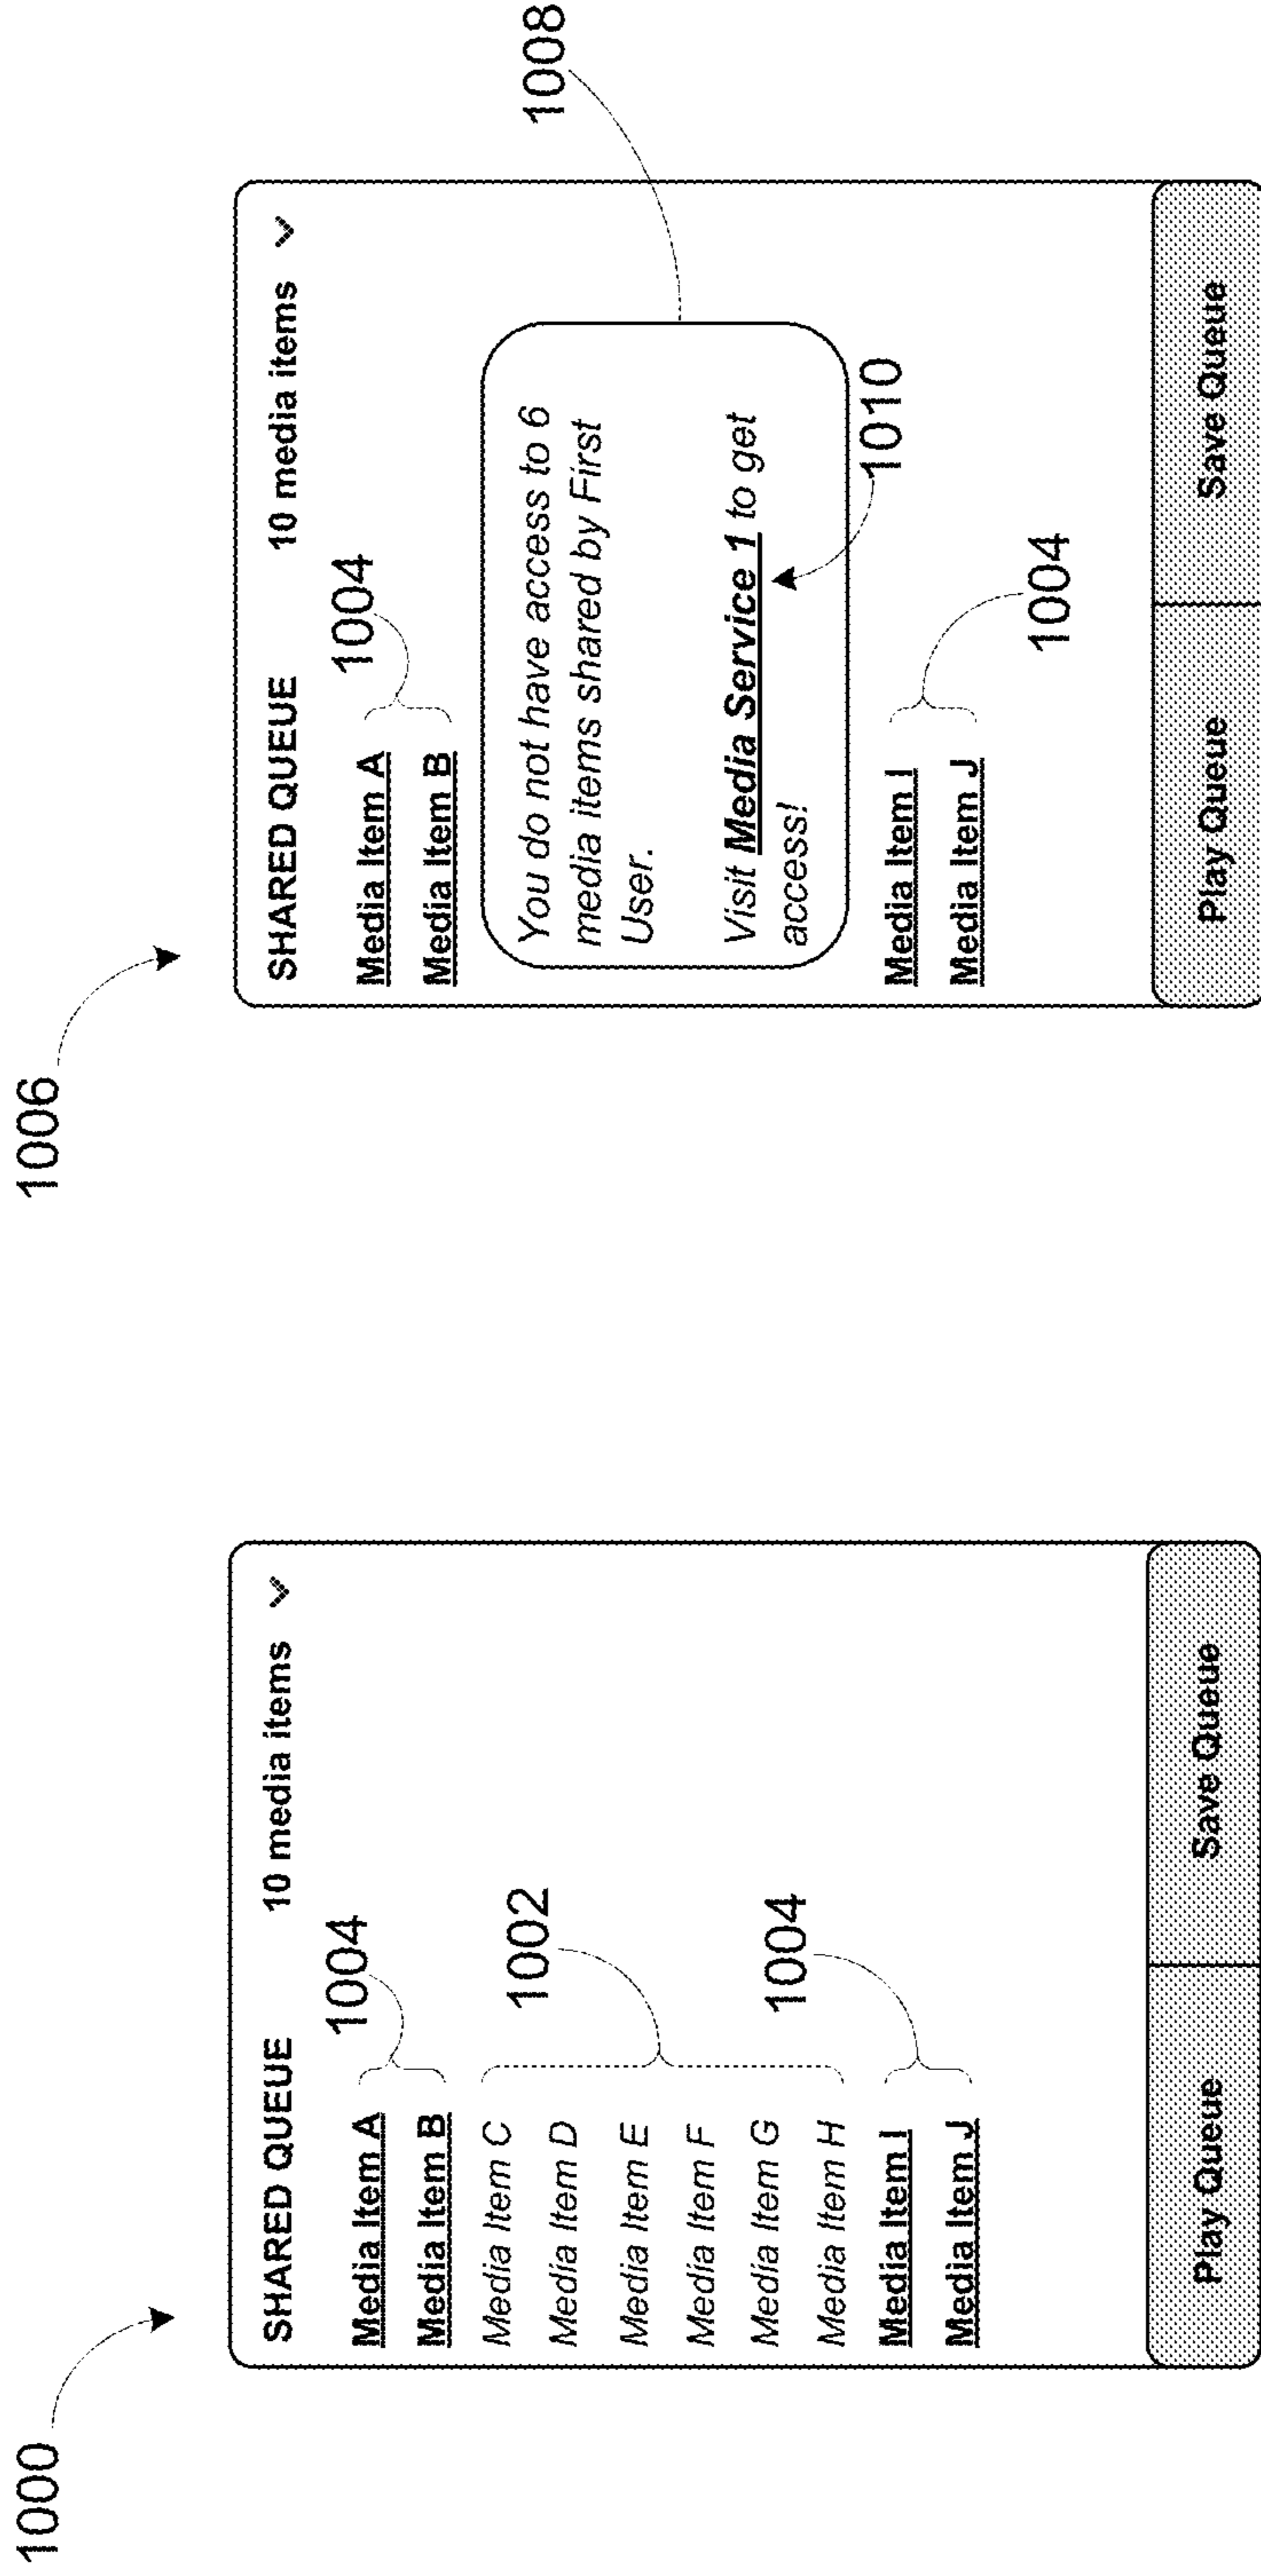 1000
SHARED QUEUE 10 media items
Media Item A
Media Item B
1004
Media Item C
Media Item D
Media Item E
Media Item F
Media Item G
Media Item H
1002
Media Item I
Media Item J
1004
Play Queue Save Queue
1006
SHARED QUEUE 10 media items
Media Item A
Media Item B
1004
You do not have access to 6
media items shared by First
User.
Visit Media Service 1 to get
access!
1008
1010
Media Item I
Media Item J
1004
Play Queue Save Queue